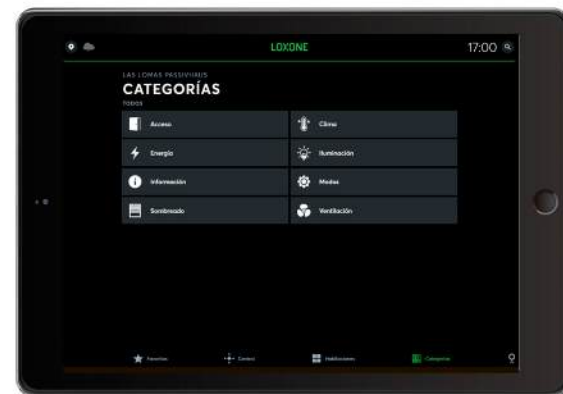 LOXONE
17:00
LAS LOMAS PASSIVHAUS
CATEGORÍAS
TODOS
Acceso
Clima
Energía
Iluminación
Información
Modos
Sombreado
Ventilación
Favoritos
Central
Habitaciones
Categorías